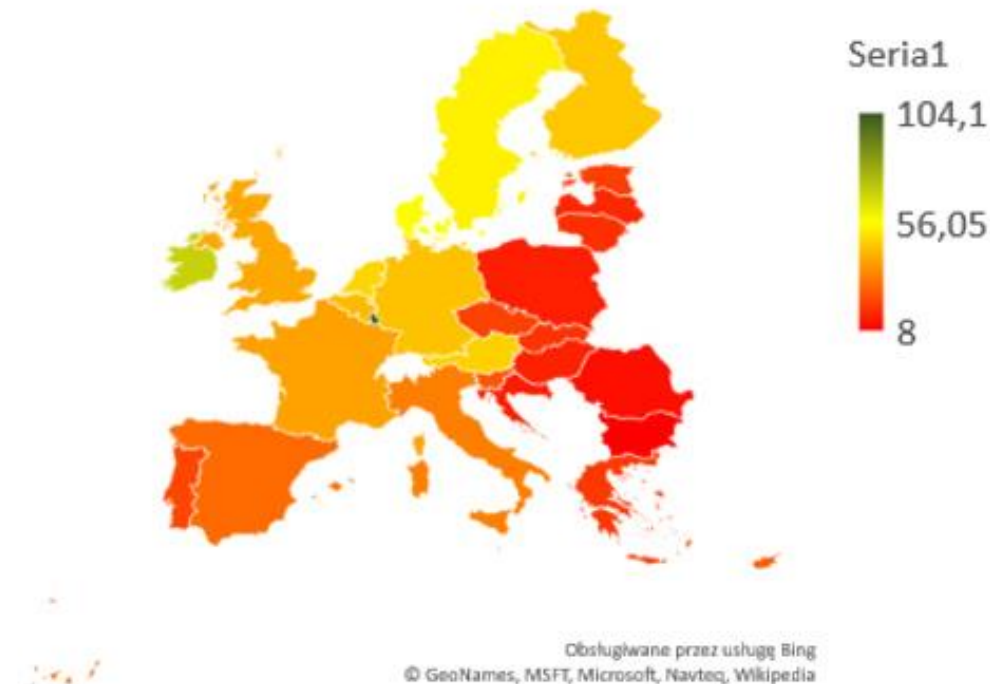 Seria1
104,1
56,05
8
Obsługiwane przez usługę Bing
© GeoNames, MSFT, Microsoft, Navteq, Wikipedia